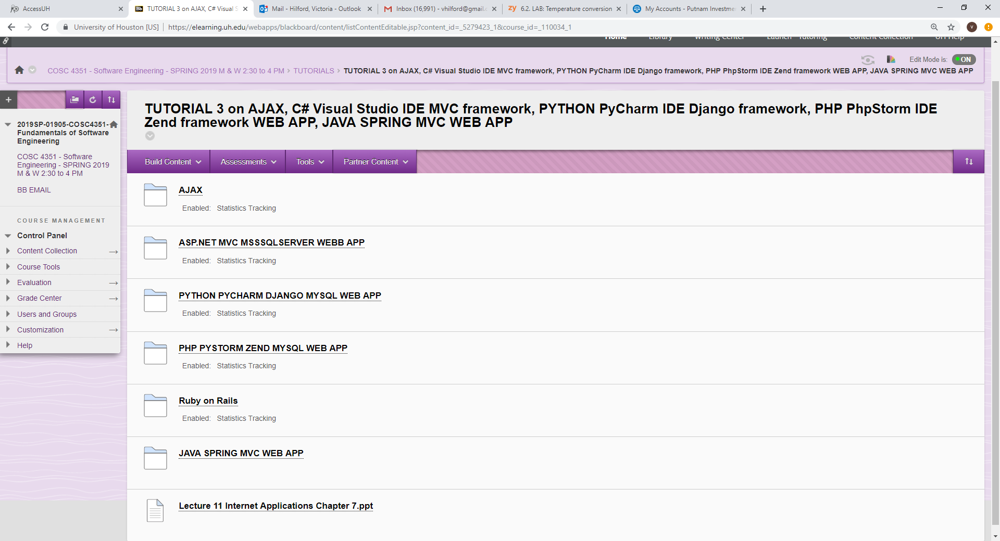 AccessUH
Bb TUTORIAL 3 on AJAX, C# Visual S
Mail - Hilford, Victoria - Outlook
Inbox (16,991) - vhilford@gmail.c
zy 6.2. LAB: Temperature conversion
My Accounts - Putnam Investme
University of Houston [US] | https://elearning.uh.edu/webapps/blackboard/content/listContentEditable.jsp?content_id=_5279423_1&course_id=_110034_1
V
Home Library Writing Center Launch Tutoring Content Collection UH Help
Edit Mode is: ON
COSC 4351 - Software Engineering - SPRING 2019 M & W 2:30 to 4 PM > TUTORIALS > TUTORIAL 3 on AJAX, C# Visual Studio IDE MVC framework, PYTHON PyCharm IDE Django framework, PHP PhpStorm IDE Zend framework WEB APP, JAVA SPRING MVC WEB APP
2019SP-01905-COSC4351-
Fundamentals of Software
Engineering
COSC 4351 - Software
Engineering - SPRING 2019
M & W 2:30 to 4 PM
BB EMAIL
COURSE MANAGEMENT
Control Panel
Content Collection
Course Tools
Evaluation
Grade Center
Users and Groups
Customization
Help
TUTORIAL 3 on AJAX, C# Visual Studio IDE MVC framework, PYTHON PyCharm IDE Django framework, PHP PhpStorm IDE
Zend framework WEB APP, JAVA SPRING MVC WEB APP
Build Content Assessments Tools Partner Content
AJAX
Enabled: Statistics Tracking
ASP.NET MVC MSSSQLSERVER WEBB APP
Enabled: Statistics Tracking
PYTHON PYCHARM DJANGO MYSQL WEB APP
Enabled: Statistics Tracking
PHP PYSTORM ZEND MYSQL WEB APP
Enabled: Statistics Tracking
Ruby on Rails
Enabled: Statistics Tracking
JAVA SPRING MVC WEB APP
Lecture 11 Internet Applications Chapter 7.ppt